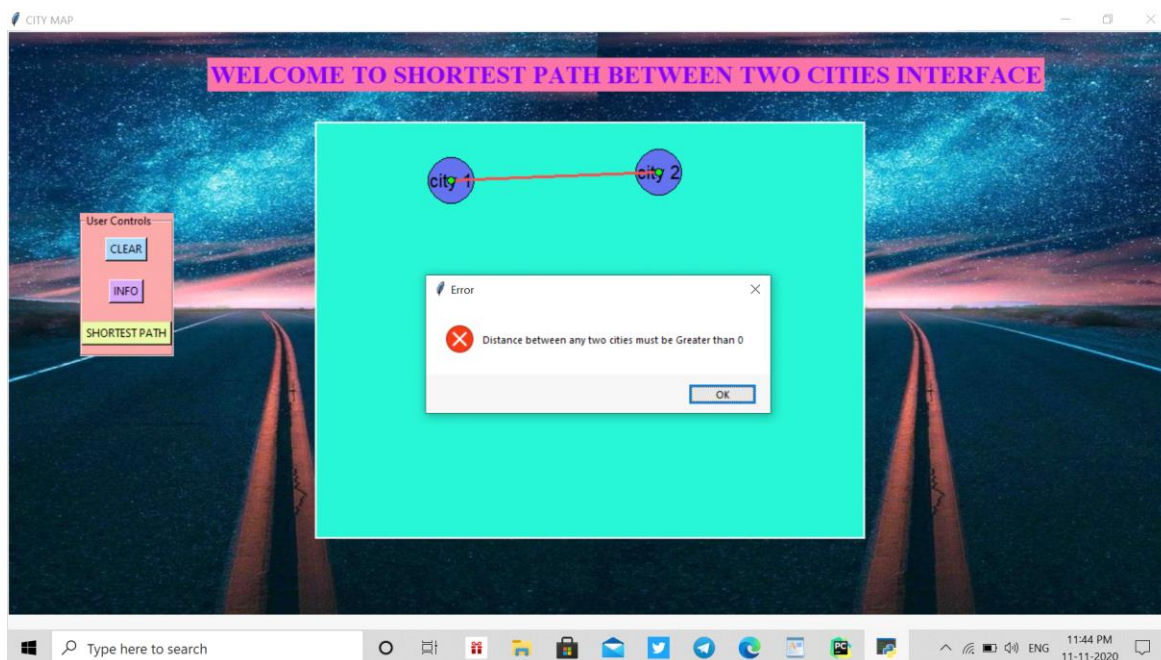 CITY MAP
WELCOME TO SHORTEST PATH BETWEEN TWO CITIES INTERFACE
city 1
city 2
User Controls
CLEAR
INFO
SHORTEST PATH
Error
Distance between any two cities must be Greater than 0
OK
Type here to search
PC
ENG
11:44 PM
11-11-2020